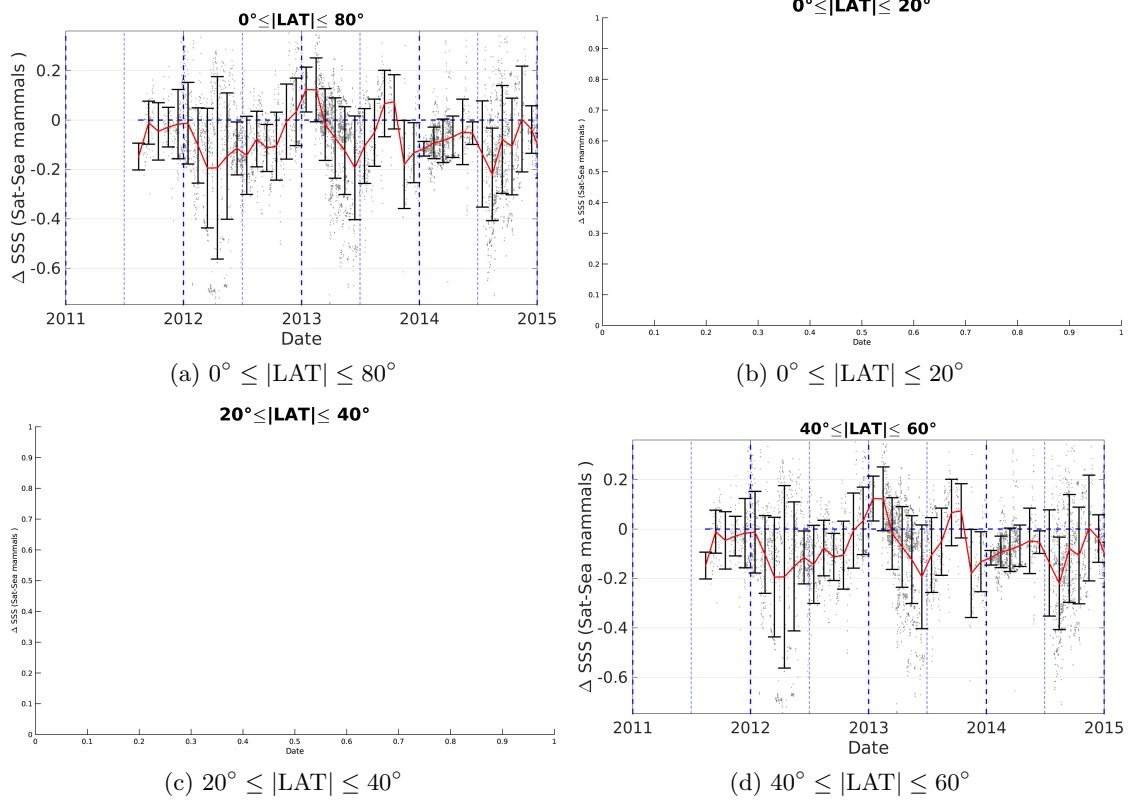 0°≤|LAT|≤ 80°
Δ SSS (Sat-Sea mammals )
0.2
0
-0.2
-0.4
-0.6
2011 2012 2013 2014 2015
Date
(a) 0° ≤ |LAT| ≤ 80°
0°≤|LAT|≤ 20°
Δ SSS (Sat-Sea mammals )
1
0.9
0.8
0.7
0.6
0.5
0.4
0.3
0.2
0.1
0
0 0.1 0.2 0.3 0.4 0.5 0.6 0.7 0.8 0.9 1
Date
(b) 0° ≤ |LAT| ≤ 20°
20°≤|LAT|≤ 40°
Δ SSS (Sat-Sea mammals )
1
0.9
0.8
0.7
0.6
0.5
0.4
0.3
0.2
0.1
0
0 0.1 0.2 0.3 0.4 0.5 0.6 0.7 0.8 0.9 1
Date
(c) 20° ≤ |LAT| ≤ 40°
40°≤|LAT|≤ 60°
Δ SSS (Sat-Sea mammals )
0.2
0
-0.2
-0.4
-0.6
2011 2012 2013 2014 2015
Date
(d) 40° ≤ |LAT| ≤ 60°